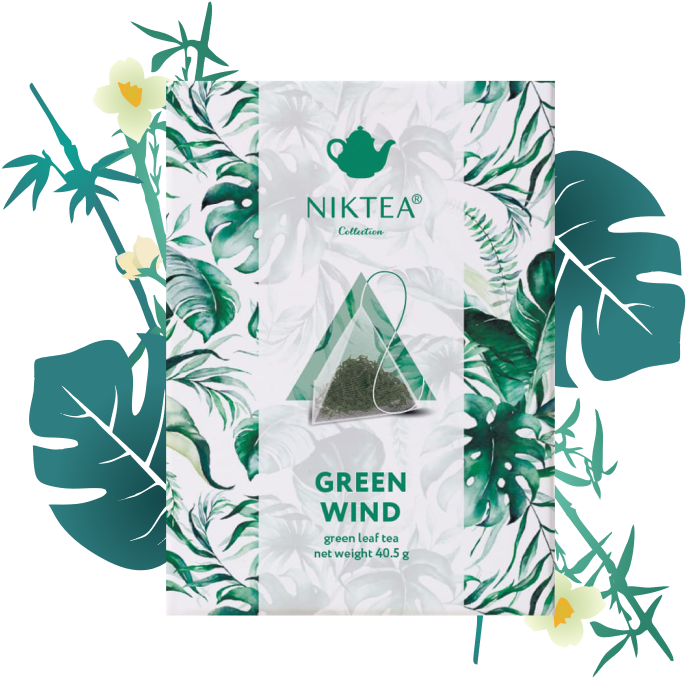 NIKTEA®
Collection
GREEN
WIND
green leaf tea
net weight 40.5 g